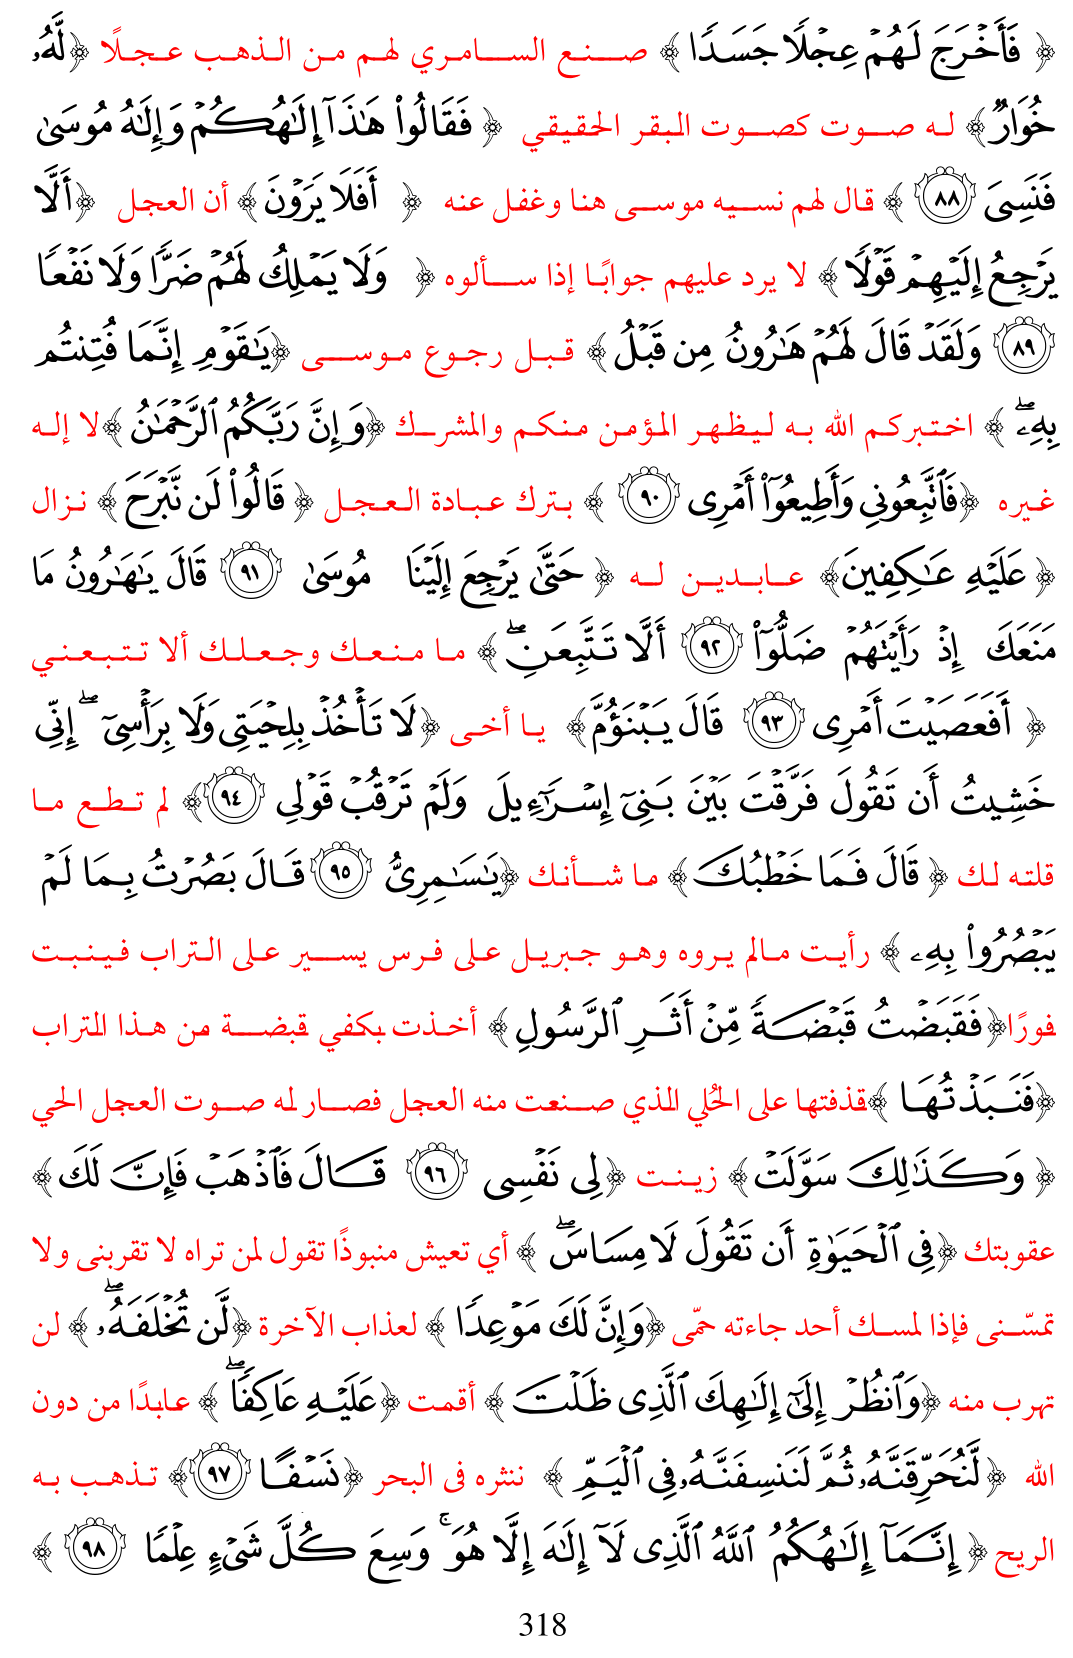 ﴿ فَأَخْرَجَ لَهُمْ عِجْلًا جَسَدًا ﴾ صنع السامري لهم من الذهب عجلًا ﴿لَّهُۥ
خُوَارٌ﴾ له صوت كصوت البقر الحقيقي ﴿ فَقَالُوا۟ هَٰذَآ إِلَٰهُكُمْ وَإِلَٰهُ مُوسَىٰ
فَنَسِىَ ٨٨ ﴾ قال لهم نسيه موسى هنا وغفل عنه ﴿ أَفَلَا يَرَوْنَ﴾ أن العجل ﴿أَلَّا
يَرْجِعُ إِلَيْهِمْ قَوْلًا﴾ لا يرد عليهم جوابًا إذا سألوه ﴿ وَلَا يَمْلِكُ لَهُمْ ضَرًّا وَلَا نَفْعًا
٨٩ وَلَقَدْ قَالَ لَهُمْ هَٰرُونُ مِن قَبْلُ﴾ قبل رجوع موسى ﴿يَٰقَوْمِ إِنَّمَا فُتِنتُم
بِهِۦۖ ﴾ اختبركم الله به ليظهر المؤمن منكم والمشرك ﴿وَإِنَّ رَبَّكُمُ ٱلرَّحْمَٰنُ﴾لا إله
غيره ﴿فَٱتَّبِعُونِى وَأَطِيعُوٓا۟ أَمْرِى ٩٠ ﴾ بترك عبادة العجل ﴿ قَالُوا۟ لَن نَّبْرَحَ﴾ نزال
﴿ عَلَيْهِ عَٰكِفِينَ﴾ عابدين له ﴿ حَتَّىٰ يَرْجِعَ إِلَيْنَا مُوسَىٰ ٩١ قَالَ يَٰهَٰرُونُ مَا
مَنَعَكَ إِذْ رَأَيْتَهُمْ ضَلُّوٓا۟ ٩٢ أَلَّا تَتَّبِعَنِۖ ﴾ ما منعك وجعلك ألا تتبعني
﴿ أَفَعَصَيْتَ أَمْرِى ٩٣ قَالَ يَبْنَؤُمَّ﴾ يا أخى ﴿لَا تَأْخُذْ بِلِحْيَتِى وَلَا بِرَأْسِىٓۖ إِنِّى
خَشِيتُ أَن تَقُولَ فَرَّقْتَ بَيْنَ بَنِىٓ إِسْرَٰٓءِيلَ وَلَمْ تَرْقُبْ قَوْلِى ٩٤﴾ لم تطع ما
قلته لك ﴿ قَالَ فَمَا خَطْبُكَ﴾ ما شأنك ﴿يَٰسَٰمِرِىُّ ٩٥ قَالَ بَصُرْتُ بِمَا لَمْ
يَبْصُرُوا۟ بِهِۦ ﴾ رأيت مالم يروه وهو جبريل على فرس يسير على التراب فينبت
فورًا﴿فَقَبَضْتُ قَبْضَةً مِّنْ أَثَرِ ٱلرَّسُولِ﴾ أخذت بكفي قبضة من هذا التراب
﴿فَنَبَذْتُهَا ﴾قذفتها على الحُلي الذي صنعت منه العجل فصار له صوت العجل الحي
﴿ وَكَذَٰلِكَ سَوَّلَتْ﴾ زينت ﴿لِى نَفْسِى ٩٦ قَالَ فَٱذْهَبْ فَإِنَّ لَكَ﴾
عقوبتك ﴿فِى ٱلْحَيَوٰةِ أَن تَقُولَ لَا مِسَاسَۖ ﴾ أي تعيش منبوذًا تقول لمن تراه لا تقربنى ولا
تمسّنى فإذا لمسك أحد جاءته حمّى ﴿وَإِنَّ لَكَ مَوْعِدًا ﴾ لعذاب الآخرة ﴿لَّن تُخْلَفَهُۥۖ ﴾ لن
تهرب منه ﴿وَٱنظُرْ إِلَىٰٓ إِلَٰهِكَ ٱلَّذِى ظَلْتَ ﴾ أقمت ﴿عَلَيْهِ عَاكِفًاۖ ﴾ عابدًا من دون
الله ﴿لَّنُحَرِّقَنَّهُۥ ثُمَّ لَنَنسِفَنَّهُۥ فِى ٱلْيَمِّ ﴾ ننثره فى البحر ﴿نَسْفًا ٩٧﴾ تذهب به
الريح ﴿ إِنَّمَآ إِلَٰهُكُمُ ٱللَّهُ ٱلَّذِى لَآ إِلَٰهَ إِلَّا هُوَۚ وَسِعَ كُلَّ شَىْءٍ عِلْمًا ٩٨ ﴾
318